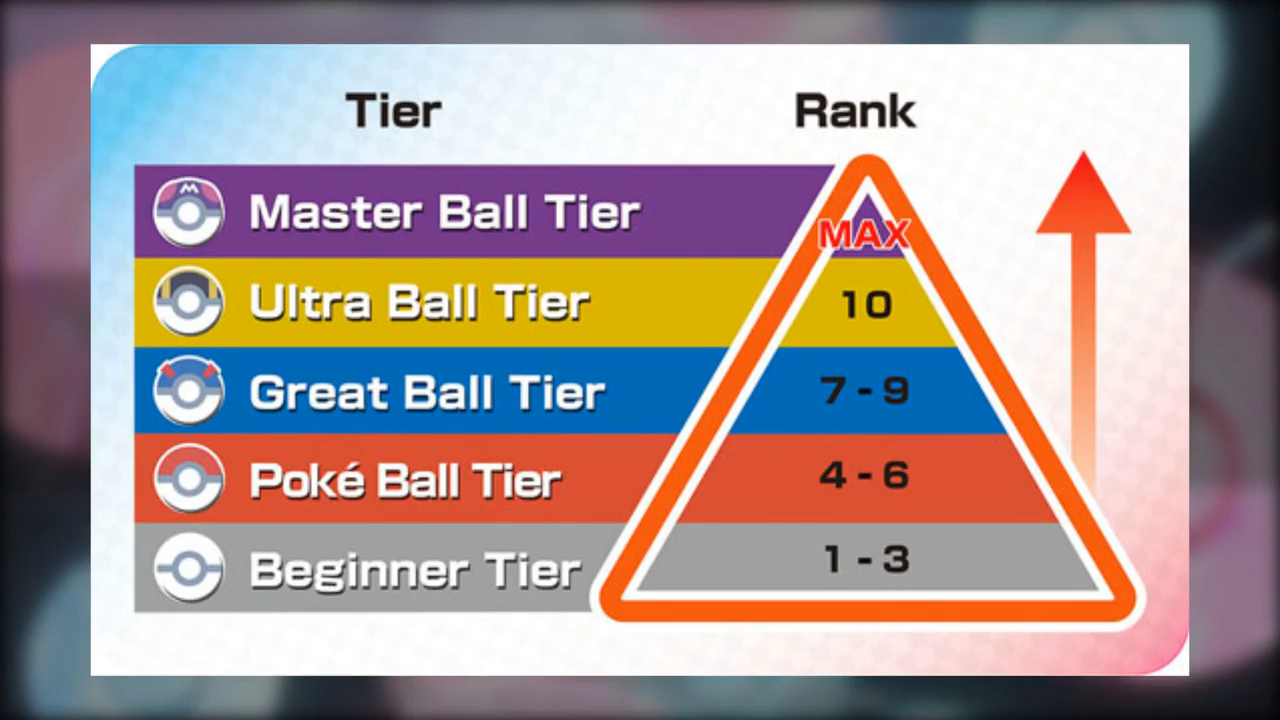 Tier Rank
Master Ball Tier MAX
Ultra Ball Tier 10
Great Ball Tier 7 - 9
Poké Ball Tier 4 - 6
Beginner Tier 1 - 3